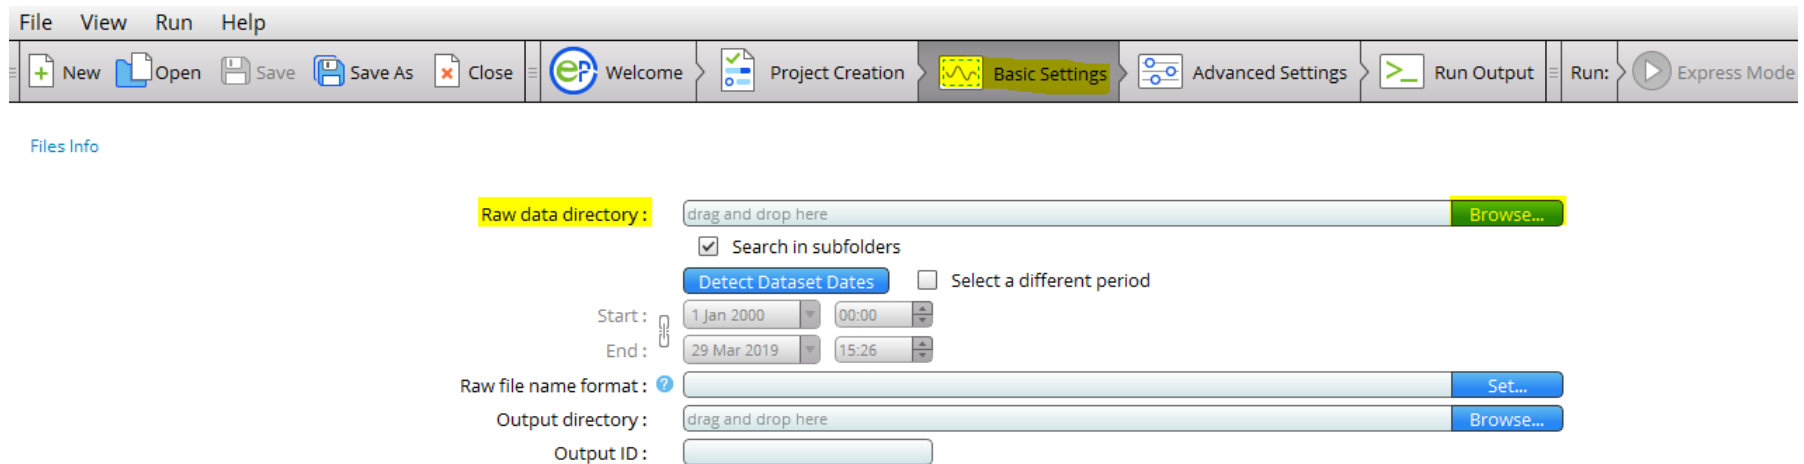 File View Run Help
New Open Save Save As Close eP Welcome Project Creation Basic Settings Advanced Settings >_ Run Output Run: Express Mode
Files Info
Raw data directory : drag and drop here Browse...
Search in subfolders
Detect Dataset Dates Select a different period
Start : 1 Jan 2000 00:00
End : 29 Mar 2019 15:26
Raw file name format : ? Set...
Output directory : drag and drop here Browse...
Output ID :